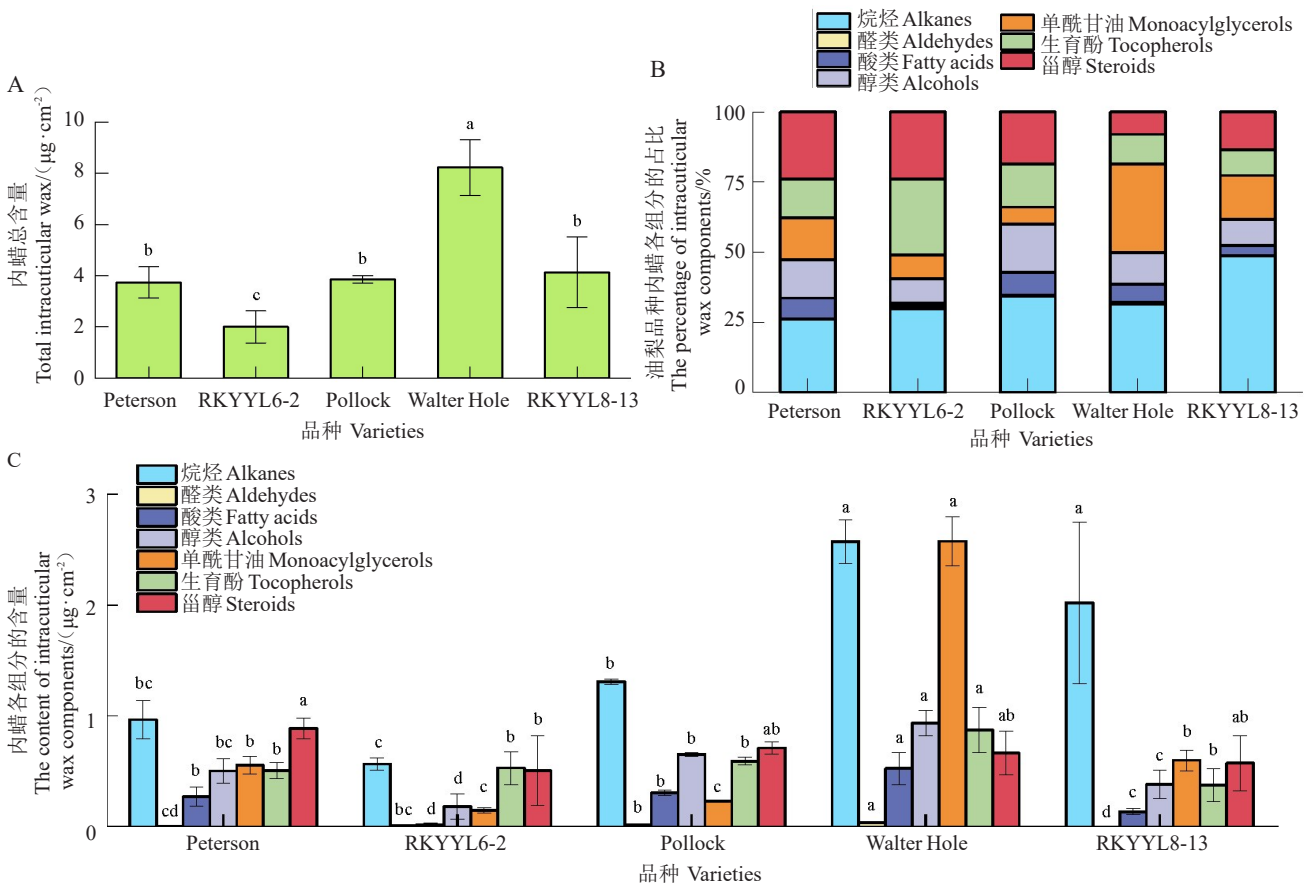 A
内蜡总含量
Total intracuticular wax/(μg·cm⁻²)
10
8
6
4
2
0
b
c
b
a
b
Peterson
RKYYL6-2
Pollock
Walter Hole
RKYYL8-13
品种 Varieties
烷烃 Alkanes
醛类 Aldehydes
酸类 Fatty acids
醇类 Alcohols
单酰甘油 Monoacylglycerols
生育酚 Tocopherols
甾醇 Steroids
B
油梨品种内蜡各组分的占比
The percentage of intracuticular
wax components/%
100
75
50
25
0
Peterson
RKYYL6-2
Pollock
Walter Hole
RKYYL8-13
品种 Varieties
C
烷烃 Alkanes
醛类 Aldehydes
酸类 Fatty acids
醇类 Alcohols
单酰甘油 Monoacylglycerols
生育酚 Tocopherols
甾醇 Steroids
内蜡各组分的含量
The content of intracuticular
wax components/(μg·cm⁻²)
3
2
1
0
bc cd b bc b b a
c bc d d c b b
b b b b c b ab
a a a a a a ab
a d c c b b ab
Peterson
RKYYL6-2
Pollock
Walter Hole
RKYYL8-13
品种 Varieties